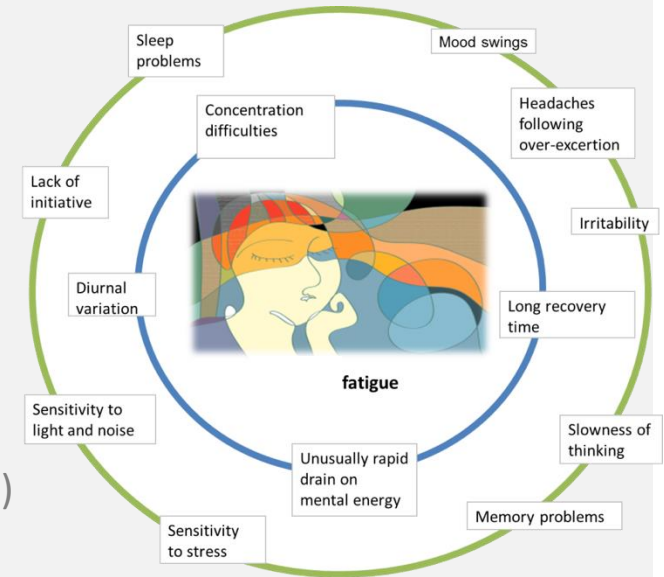 Sleep
problems
Mood swings
Concentration
difficulties
Headaches
following
over-excertion
Lack of
initiative
Irritability
Diurnal
variation
Long recovery
time
fatigue
Sensitivity to
light and noise
Slowness of
thinking
Unusually rapid
drain on
mental energy
)
Memory problems
Sensitivity
to stress